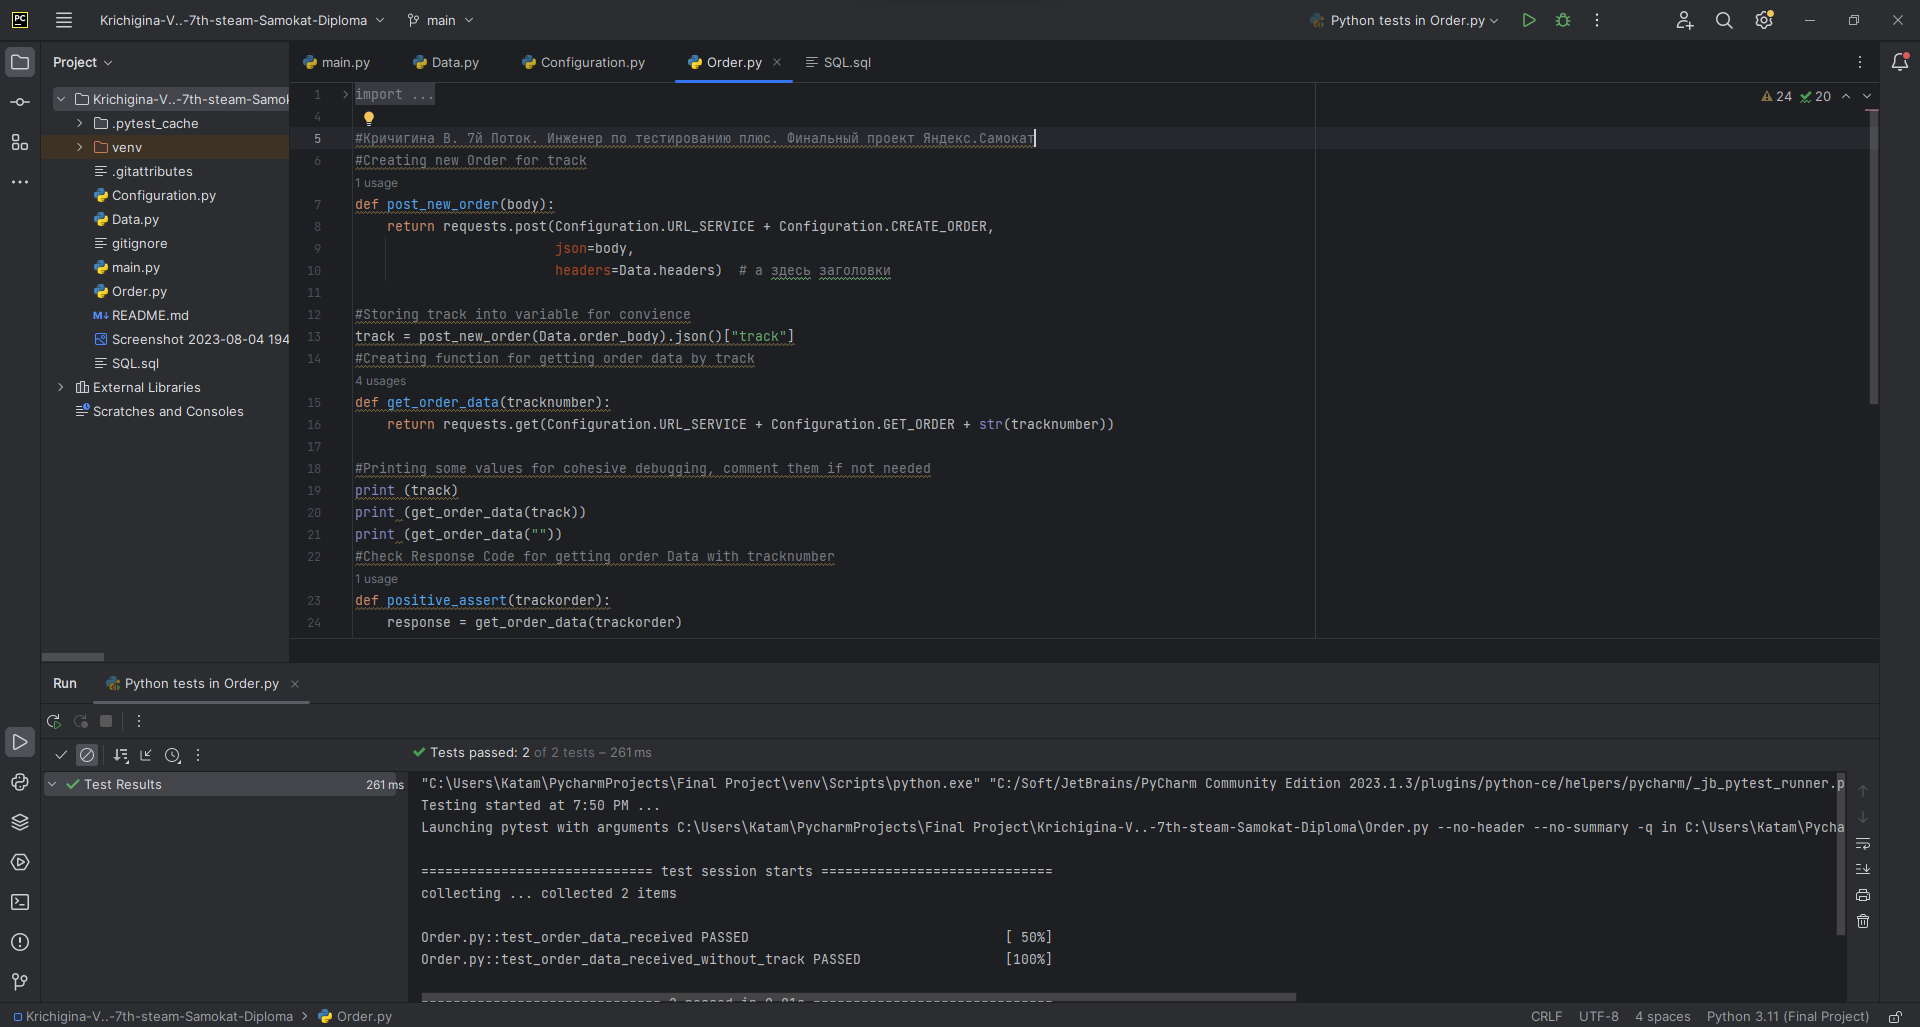 PC
Krichigina-V..-7th-steam-Samokat-Diploma
main
Python tests in Order.py
Project
main.py
Data.py
Configuration.py
Order.py
SQL.sql
Krichigina-V..-7th-steam-Samok
.pytest_cache
venv
.gitattributes
Configuration.py
Data.py
gitignore
main.py
Order.py
README.md
Screenshot 2023-08-04 194
SQL.sql
External Libraries
Scratches and Consoles
24 20
1 import ...
4
5 #Кричигина В. 7й Поток. Инженер по тестированию плюс. Финальный проект Яндекс.Самокат
6 #Creating new Order for track
1 usage
7 def post_new_order(body):
8 return requests.post(Configuration.URL_SERVICE + Configuration.CREATE_ORDER,
9 json=body,
10 headers=Data.headers)  # а здесь заголовки
11
12 #Storing track into variable for convience
13 track = post_new_order(Data.order_body).json()["track"]
14 #Creating function for getting order data by track
4 usages
15 def get_order_data(tracknumber):
16 return requests.get(Configuration.URL_SERVICE + Configuration.GET_ORDER + str(tracknumber))
17
18 #Printing some values for cohesive debugging, comment them if not needed
19 print (track)
20 print (get_order_data(track))
21 print (get_order_data(""))
22 #Check Response Code for getting order Data with tracknumber
1 usage
23 def positive_assert(trackorder):
24 response = get_order_data(trackorder)
Run
Python tests in Order.py
Tests passed: 2 of 2 tests – 261 ms
Test Results 261 ms
"C:\Users\Katam\PycharmProjects\Final Project\venv\Scripts\python.exe" "C:/Soft/JetBrains/PyCharm Community Edition 2023.1.3/plugins/python-ce/helpers/pycharm/_jb_pytest_runner.p
Testing started at 7:50 PM ...
Launching pytest with arguments C:\Users\Katam\PycharmProjects\Final Project\Krichigina-V..-7th-steam-Samokat-Diploma\Order.py --no-header --no-summary -q in C:\Users\Katam\Pycha
============================= test session starts =============================
collecting ... collected 2 items
Order.py::test_order_data_received PASSED [ 50%]
Order.py::test_order_data_received_without_track PASSED [100%]
============================== 2 passed in 0.81s ==============================
Krichigina-V..-7th-steam-Samokat-Diploma
Order.py
CRLF
UTF-8
4 spaces
Python 3.11 (Final Project)